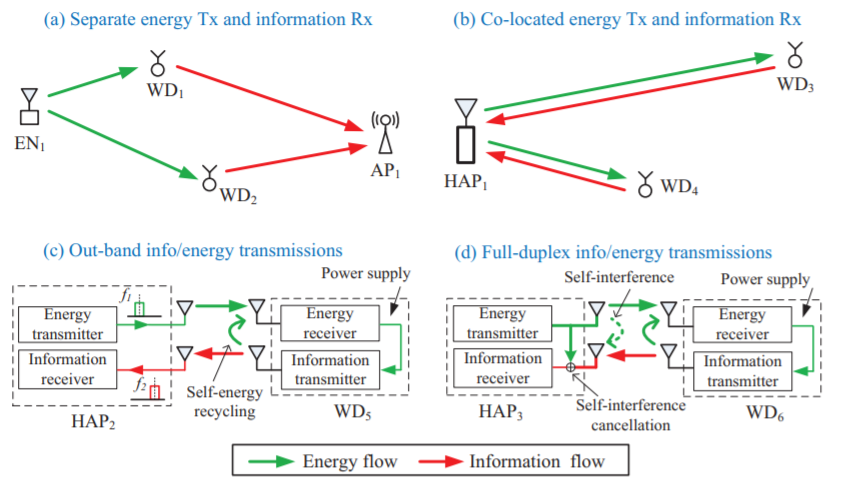 (a) Separate energy Tx and information Rx
EN₁
WD₁
WD₂
AP₁
(b) Co-located energy Tx and information Rx
HAP₁
WD₃
WD₄
(c) Out-band info/energy transmissions
Power supply
f₁
Energy
transmitter
Information
receiver
f₂
HAP₂
Energy
receiver
Information
transmitter
Self-energy
recycling
WD₅
(d) Full-duplex info/energy transmissions
Self-interference
Power supply
Energy
transmitter
Information
receiver
HAP₃
Energy
receiver
Information
transmitter
Self-interference
cancellation
WD₆
Energy flow
Information flow